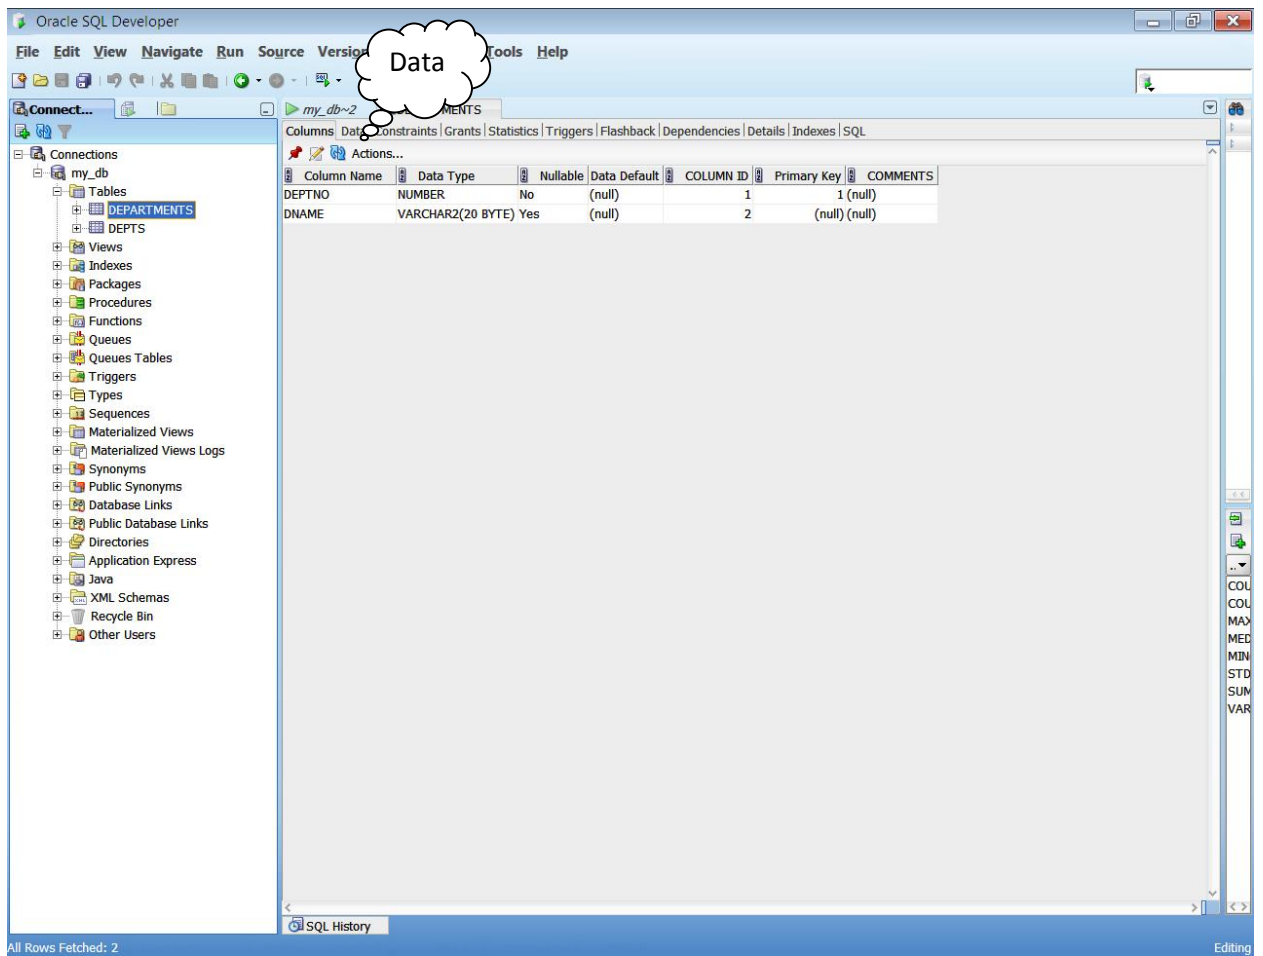 Oracle SQL Developer
File Edit View Navigate Run Source Versio Tools Help
Data
Connect...
my_db~2 MENTS
Columns Data Constraints Grants Statistics Triggers Flashback Dependencies Details Indexes SQL
Actions...
Column Name Data Type Nullable Data Default COLUMN ID Primary Key COMMENTS
DEPTNO NUMBER No (null) 1 1 (null)
DNAME VARCHAR2(20 BYTE) Yes (null) 2 (null) (null)
Connections
my_db
Tables
DEPARTMENTS
DEPTS
Views
Indexes
Packages
Procedures
Functions
Queues
Queues Tables
Triggers
Types
Sequences
Materialized Views
Materialized Views Logs
Synonyms
Public Synonyms
Database Links
Public Database Links
Directories
Application Express
Java
XML Schemas
Recycle Bin
Other Users
..
COU
COU
MAX
MED
MIN
STD
SUM
VAR
SQL History
All Rows Fetched: 2
Editing